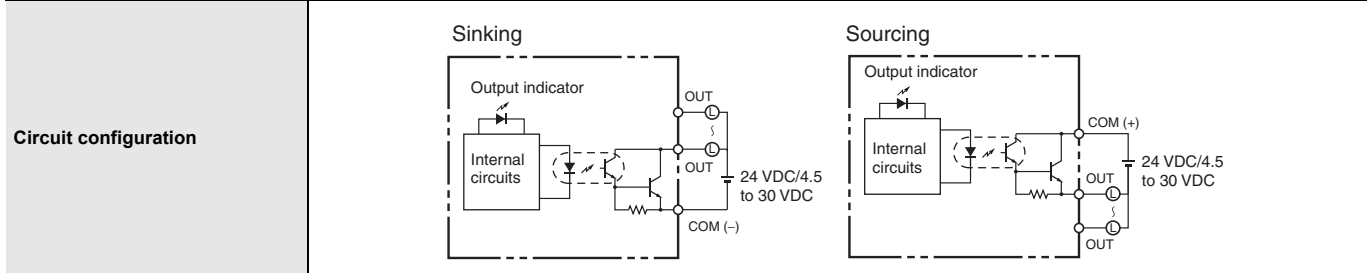 Circuit configuration
Sinking
Output indicator
Internal
circuits
OUT
L
L
OUT
24 VDC/4.5
to 30 VDC
COM (−)
Sourcing
Output indicator
Internal
circuits
COM (+)
24 VDC/4.5
to 30 VDC
OUT
L
L
OUT